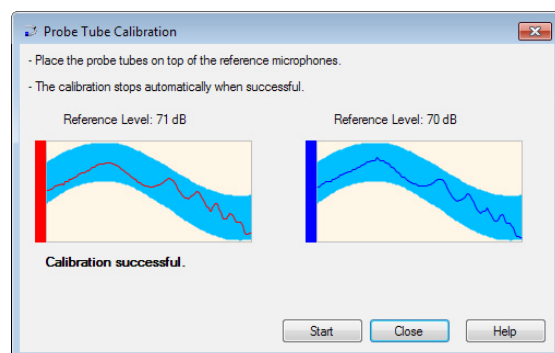 Probe Tube Calibration
- Place the probe tubes on top of the reference microphones.
- The calibration stops automatically when successful.
Reference Level: 71 dB
Reference Level: 70 dB
Calibration successful.
Start
Close
Help